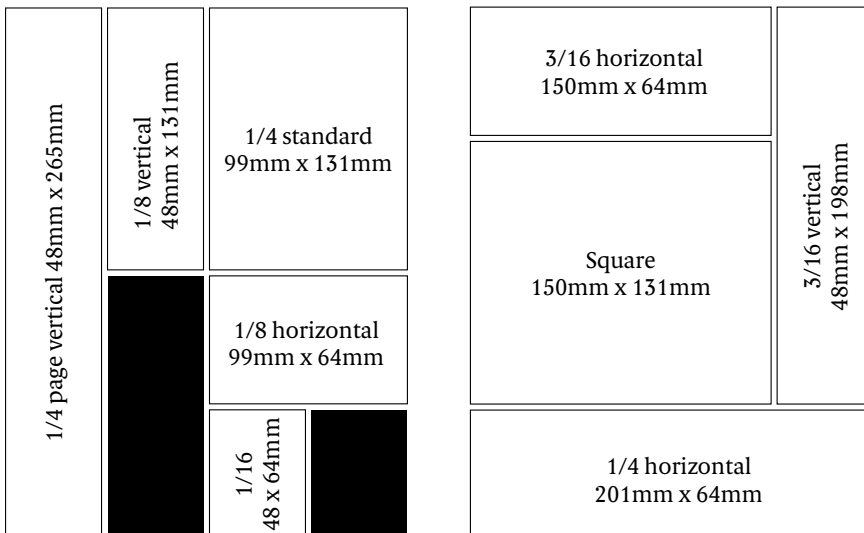 1/4 page vertical 48mm x 265mm
1/8 vertical
48mm x 131mm
1/4 standard
99mm x 131mm
1/8 horizontal
99mm x 64mm
1/16
48 x 64mm
3/16 horizontal
150mm x 64mm
Square
150mm x 131mm
3/16 vertical
48mm x 198mm
1/4 horizontal
201mm x 64mm